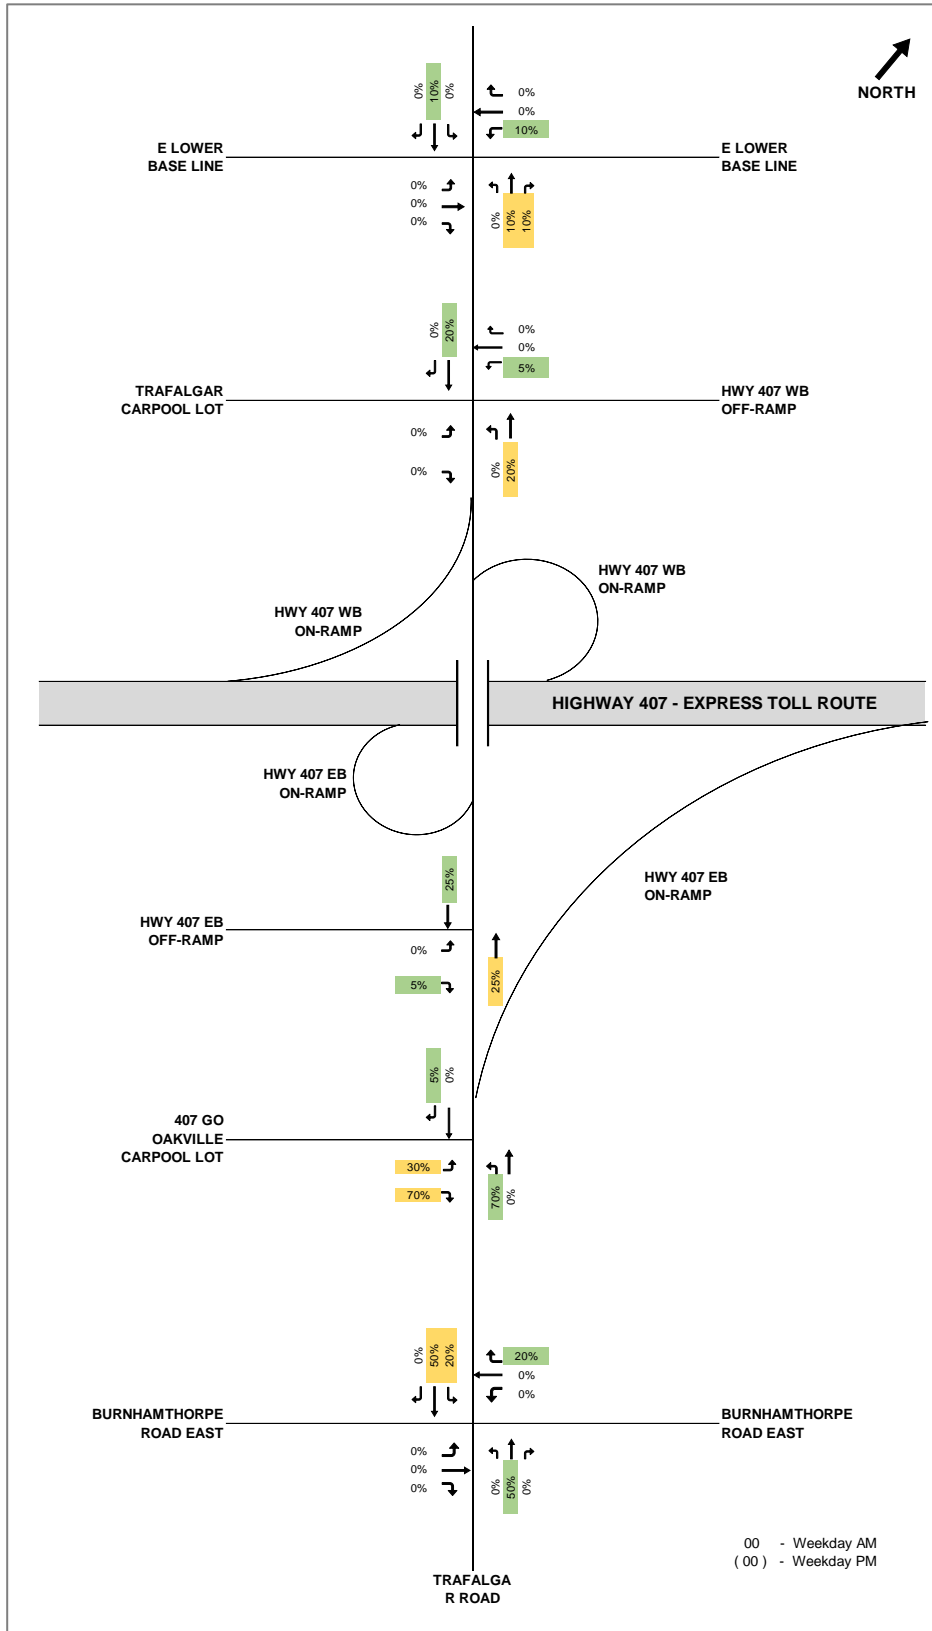 NORTH
0%
10%
0%
0%
0%
10%
E LOWER
BASE LINE
E LOWER
BASE LINE
0%
0%
0%
0%
10%
10%
0%
20%
0%
0%
5%
TRAFALGAR
CARPOOL LOT
HWY 407 WB
OFF-RAMP
0%
0%
0%
20%
HWY 407 WB
ON-RAMP
HWY 407 WB
ON-RAMP
HIGHWAY 407 - EXPRESS TOLL ROUTE
HWY 407 EB
ON-RAMP
25%
HWY 407 EB
ON-RAMP
HWY 407 EB
OFF-RAMP
0%
5%
25%
5%
0%
407 GO
OAKVILLE
CARPOOL LOT
30%
70%
70%
0%
0%
50%
20%
20%
0%
0%
BURNHAMTHORPE
ROAD EAST
BURNHAMTHORPE
ROAD EAST
0%
0%
0%
0%
50%
0%
00 - Weekday AM
( 00 ) - Weekday PM
TRAFALGA
R ROAD